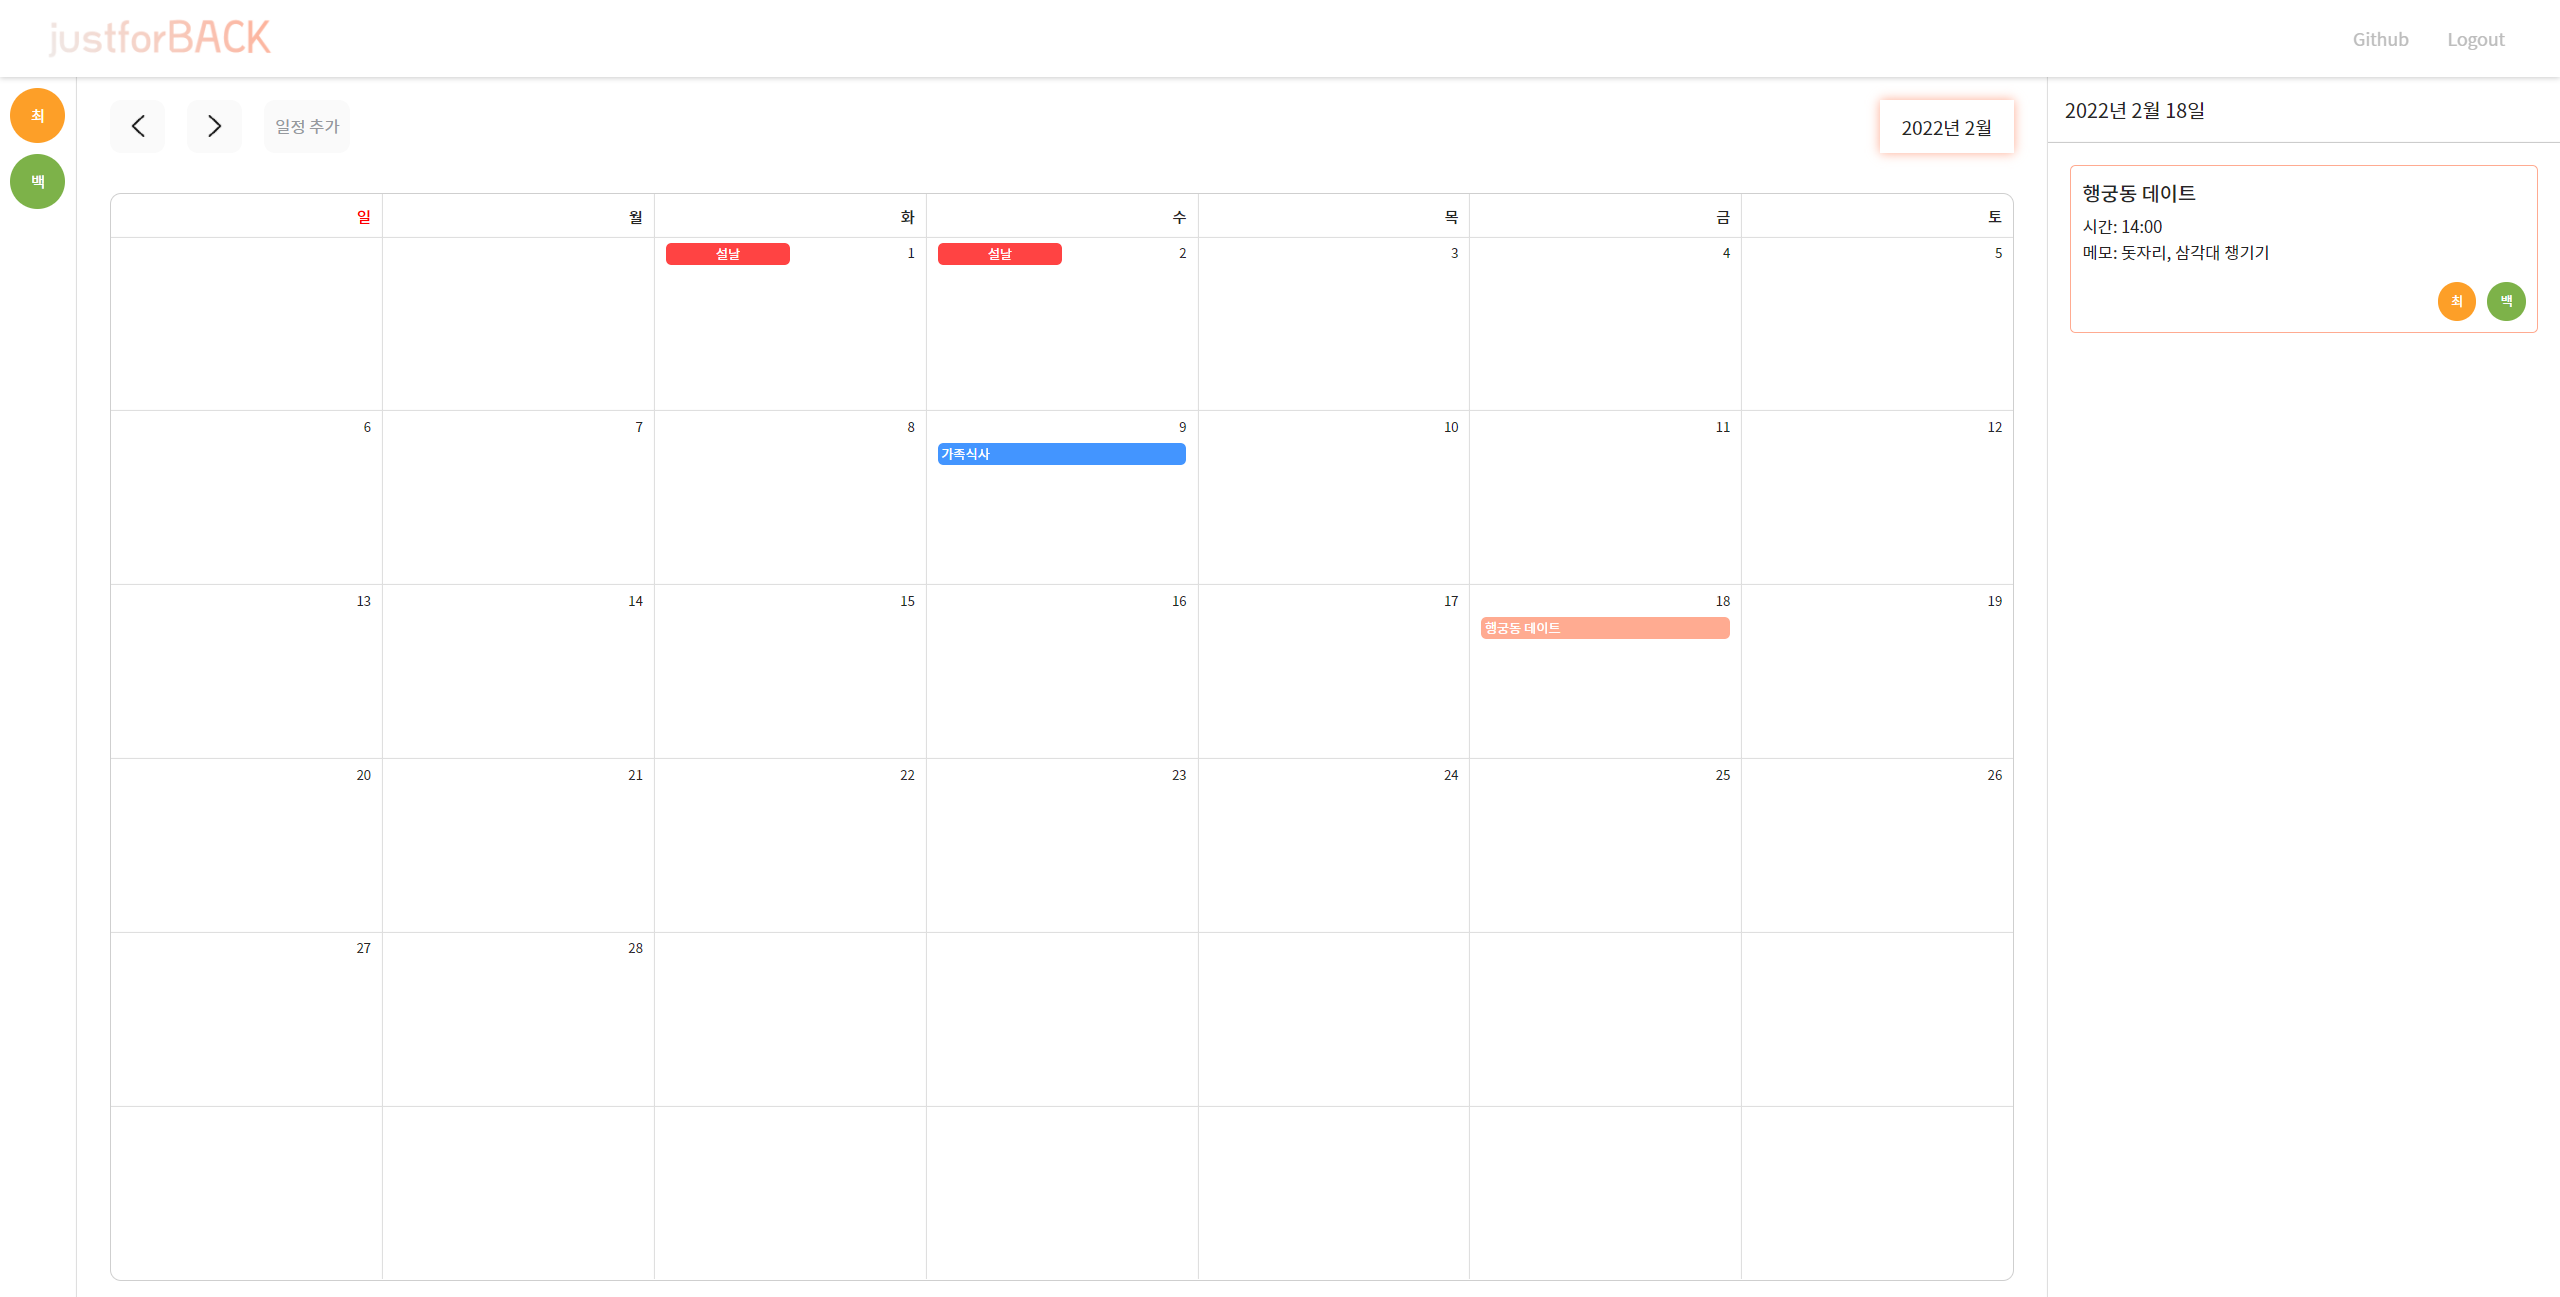 justforBACK
Github Logout
최
백
일정 추가
2022년 2월
일 월 화 수 목 금 토
설날 1 설날 2 3 4 5
6 7 8 9 10 11 12
가족식사
13 14 15 16 17 18 19
행궁동 데이트
20 21 22 23 24 25 26
27 28
2022년 2월 18일
행궁동 데이트
시간: 14:00
메모: 돗자리, 삼각대 챙기기
최 백